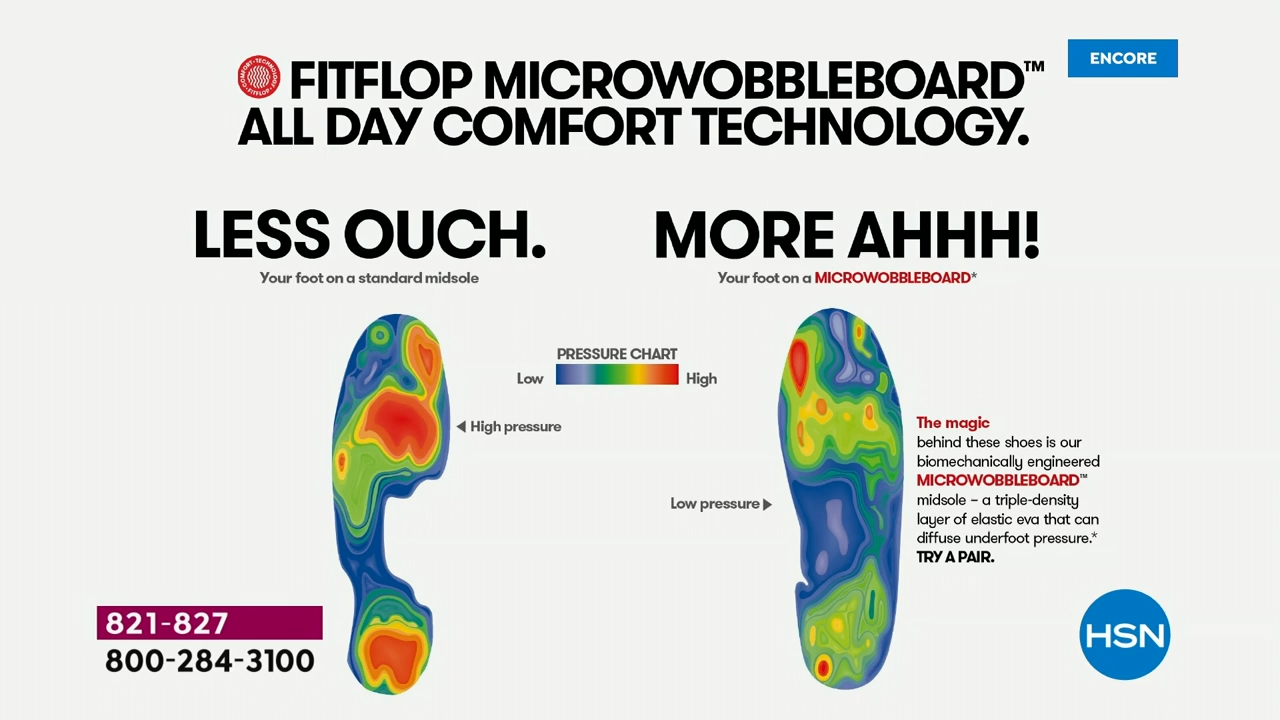 ENCORE
FITFLOP MICROWOBBLEBOARD™
ALL DAY COMFORT TECHNOLOGY.
LESS OUCH.
Your foot on a standard midsole
MORE AHHH!
Your foot on a MICROWOBBLEBOARD*
PRESSURE CHART
Low
High
High pressure
Low pressure
The magic
behind these shoes is our
biomechanically engineered
MICROWOBBLEBOARD™
midsole – a triple-density
layer of elastic eva that can
diffuse underfoot pressure.*
TRY A PAIR.
821-827
800-284-3100
HSN